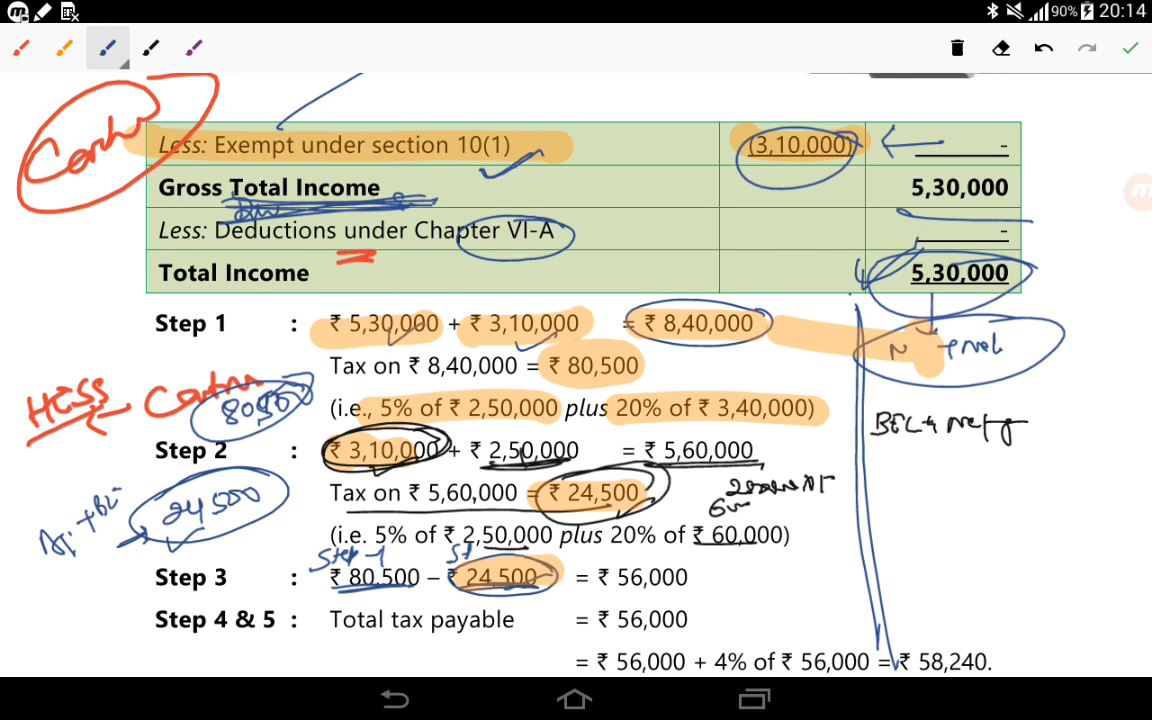 90% 20:14
Less: Exempt under section 10(1) (3,10,000) -
Gross Total Income 5,30,000
Less: Deductions under Chapter VI-A -
Total Income 5,30,000
Step 1 : ₹ 5,30,000 + ₹ 3,10,000 = ₹ 8,40,000
Tax on ₹ 8,40,000 = ₹ 80,500
80500 (i.e., 5% of ₹ 2,50,000 plus 20% of ₹ 3,40,000)
Step 2 : ₹ 3,10,000 + ₹ 2,50,000 = ₹ 5,60,000
24500 Tax on ₹ 5,60,000 = ₹ 24,500
(i.e. 5% of ₹ 2,50,000 plus 20% of ₹ 60,000)
Step-1
Step 3 : ₹ 80,500 – ₹ 24,500 = ₹ 56,000
Step 4 & 5 : Total tax payable = ₹ 56,000
= ₹ 56,000 + 4% of ₹ 56,000 = ₹ 58,240.